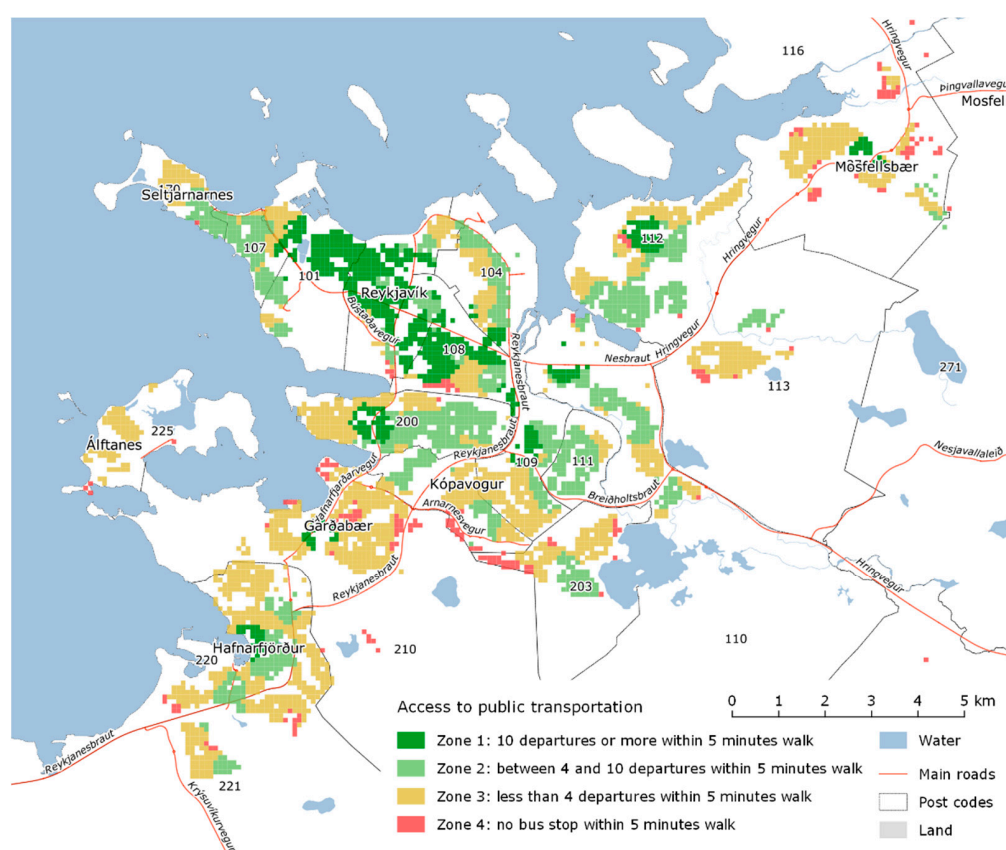 Hringvegur
116
Þingvallavegur
Mosfel
Mosfellsbær
170
Seltjarnarnes
107
112
Hringvegur
101
104
Reykjavík
Bústaðavegur
108
Reykjanesbraut
Nesbraut
Hringvegur
113
271
225
Álftanes
200
Reykjanesbraut
109
111
Nesjavallaleið
Hafnarfjarðarvegur
Kópavogur
Breiðholtsbraut
Arnarnesvegur
Garðabær
Reykjanesbraut
203
Hringvegur
Hafnarfjörður
210
110
220
Reykjanesbraut
221
Krýsuvíkurvegur
Access to public transportation
Zone 1: 10 departures or more within 5 minutes walk
Zone 2: between 4 and 10 departures within 5 minutes walk
Zone 3: less than 4 departures within 5 minutes walk
Zone 4: no bus stop within 5 minutes walk
0 1 2 3 4 5 km
Water
Main roads
Post codes
Land